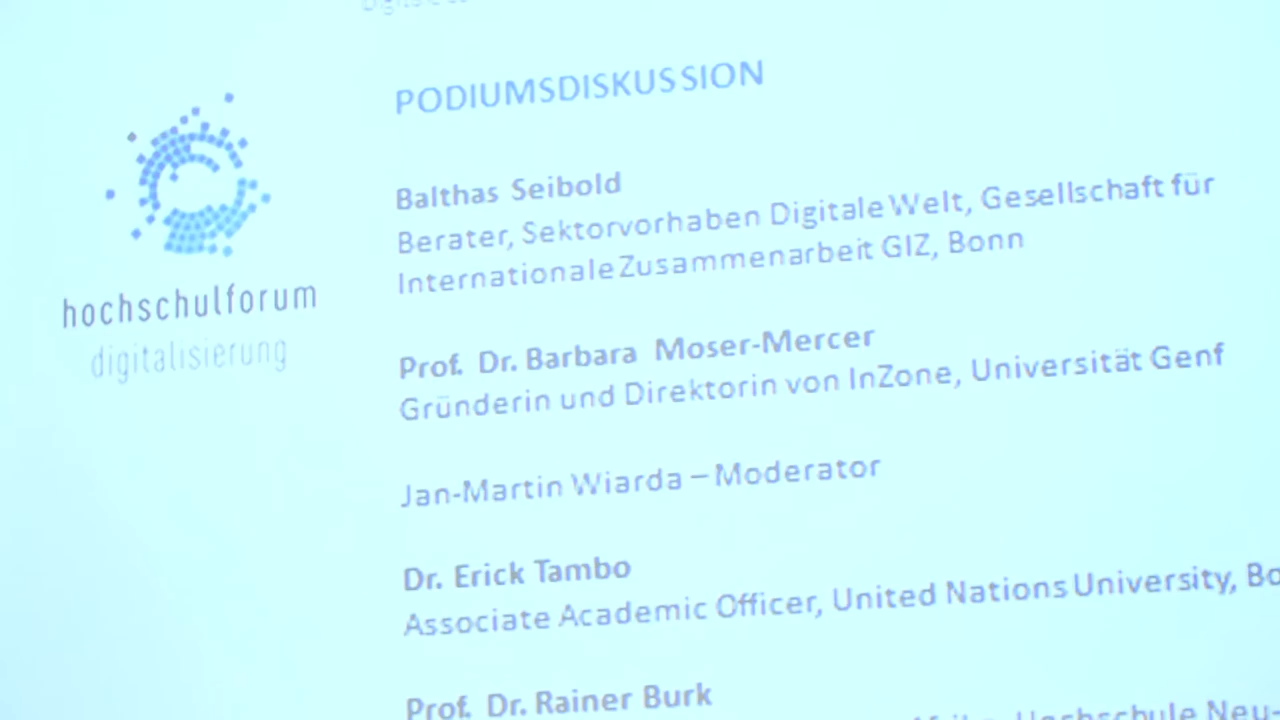 PODIUMSDISKUSSION
Balthas Seibold
Berater, Sektorvorhaben Digitale Welt, Gesellschaft für
Internationale Zusammenarbeit GIZ, Bonn
hochschulforum
digitalisierung
Prof. Dr. Barbara Moser-Mercer
Gründerin und Direktorin von InZone, Universität Genf
Jan-Martin Wiarda – Moderator
Dr. Erick Tambo
Associate Academic Officer, United Nations University,
Prof. Dr. Rainer Burk
Hochschule Neu-